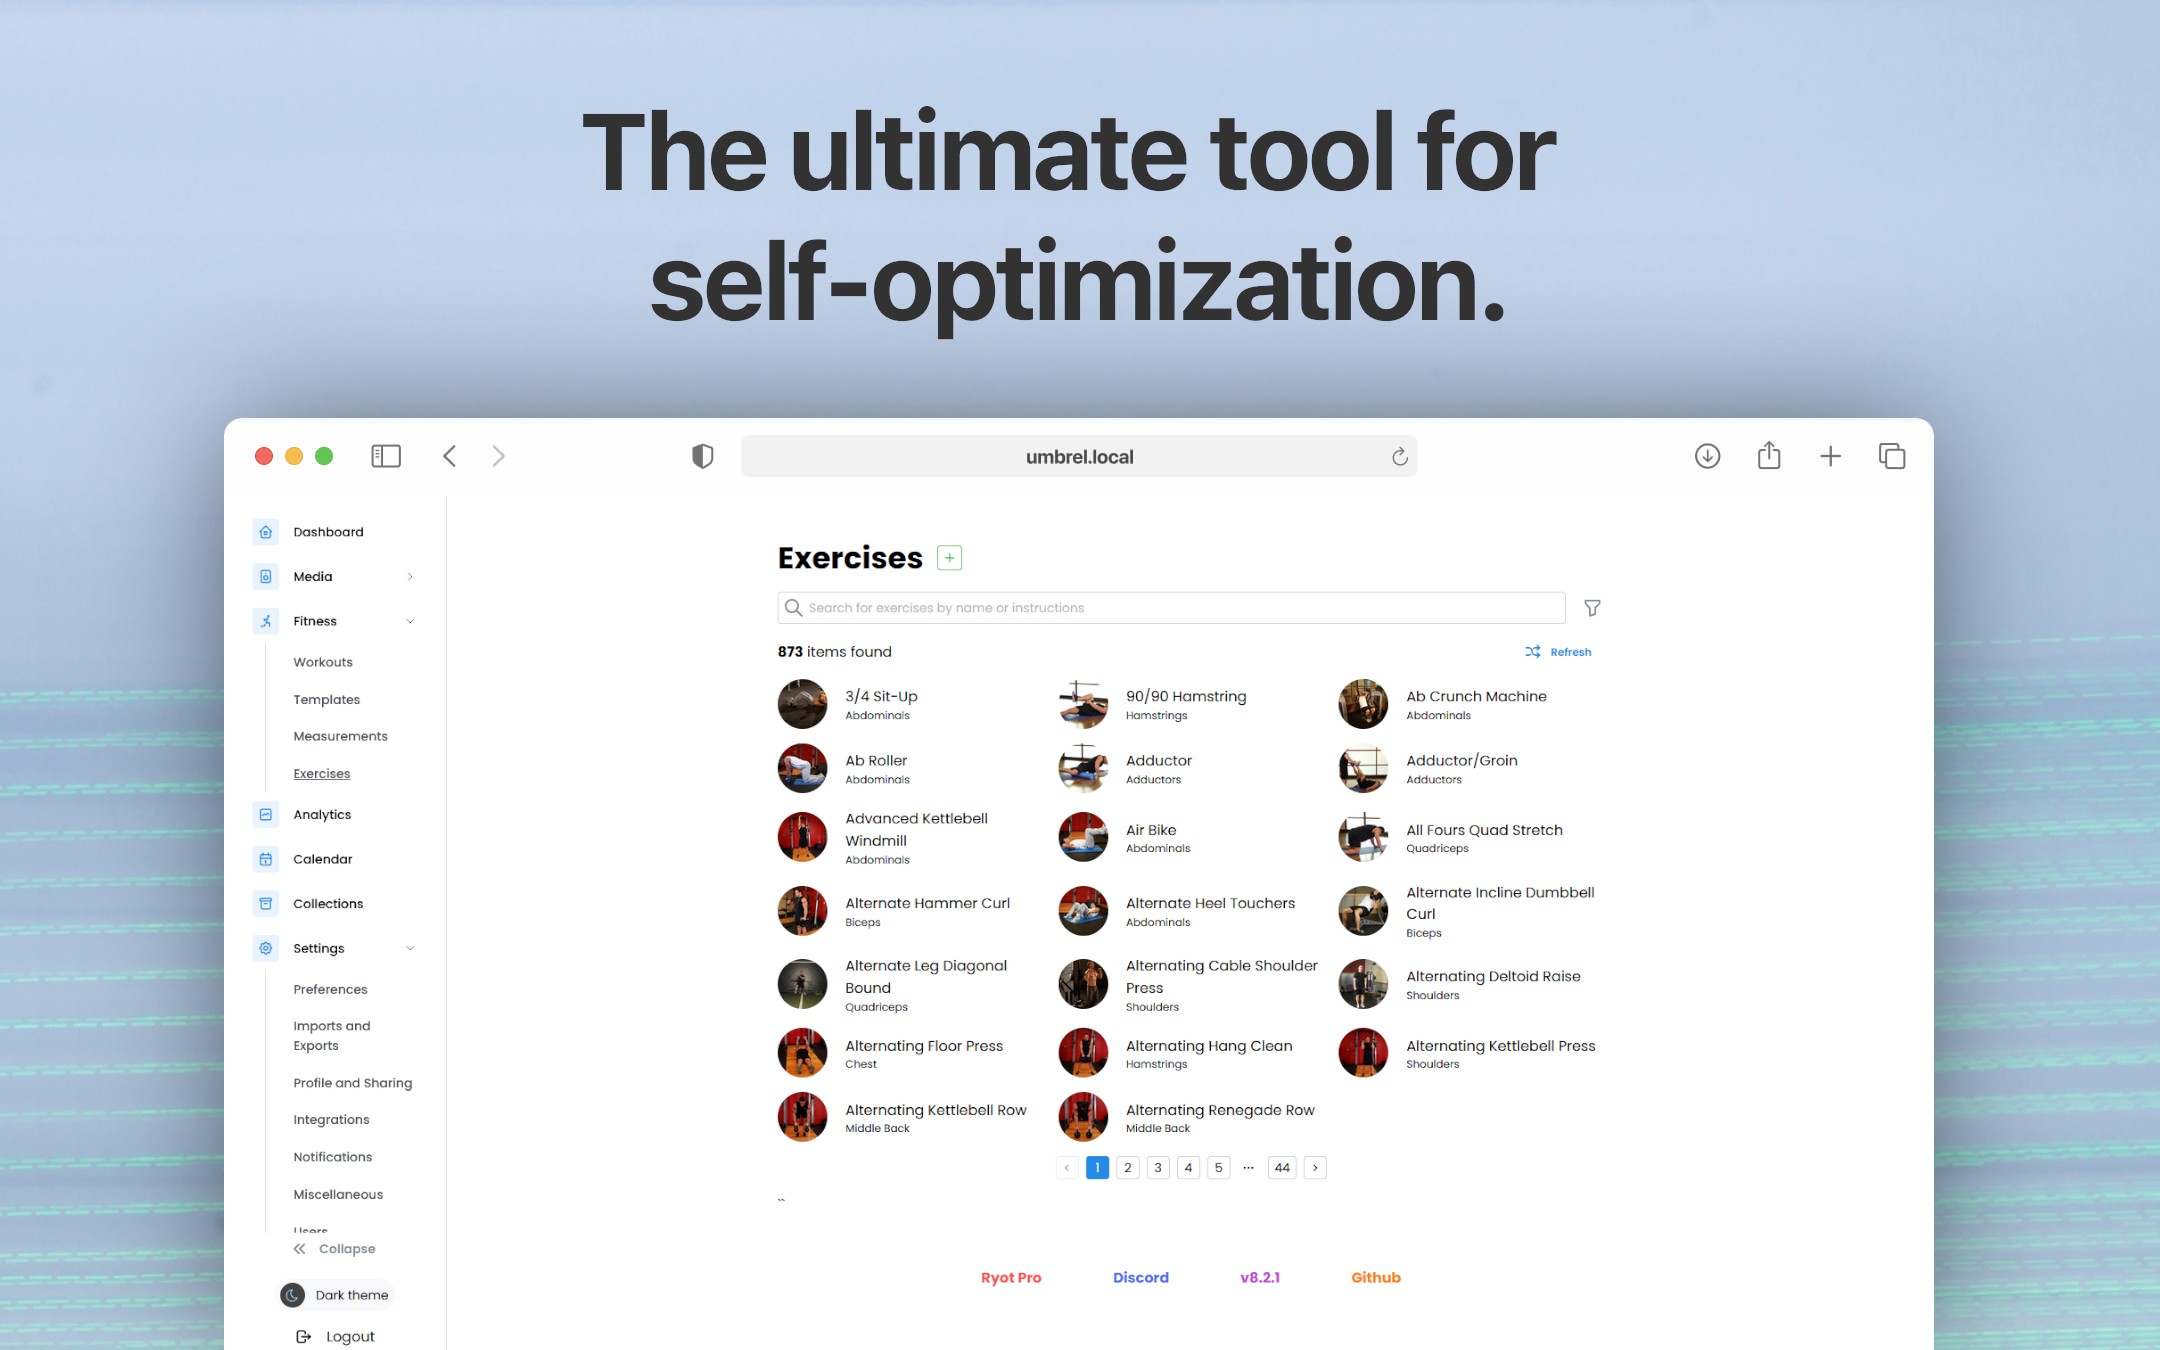 The ultimate tool for
self-optimization.
umbrel.local
Dashboard
Media
Fitness
Workouts
Templates
Measurements
Exercises
Analytics
Calendar
Collections
Settings
Preferences
Imports and
Exports
Profile and Sharing
Integrations
Notifications
Miscellaneous
Users
Collapse
Dark theme
Logout
Exercises
Search for exercises by name or instructions
873 items found
Refresh
3/4 Sit-Up
Abdominals
90/90 Hamstring
Hamstrings
Ab Crunch Machine
Abdominals
Ab Roller
Abdominals
Adductor
Adductors
Adductor/Groin
Adductors
Advanced Kettlebell
Windmill
Abdominals
Air Bike
Abdominals
All Fours Quad Stretch
Quadriceps
Alternate Hammer Curl
Biceps
Alternate Heel Touchers
Abdominals
Alternate Incline Dumbbell
Curl
Biceps
Alternate Leg Diagonal
Bound
Quadriceps
Alternating Cable Shoulder
Press
Shoulders
Alternating Deltoid Raise
Shoulders
Alternating Floor Press
Chest
Alternating Hang Clean
Hamstrings
Alternating Kettlebell Press
Shoulders
Alternating Kettlebell Row
Middle Back
Alternating Renegade Row
Middle Back
1 2 3 4 5 ... 44
``
Ryot Pro Discord v8.2.1 Github